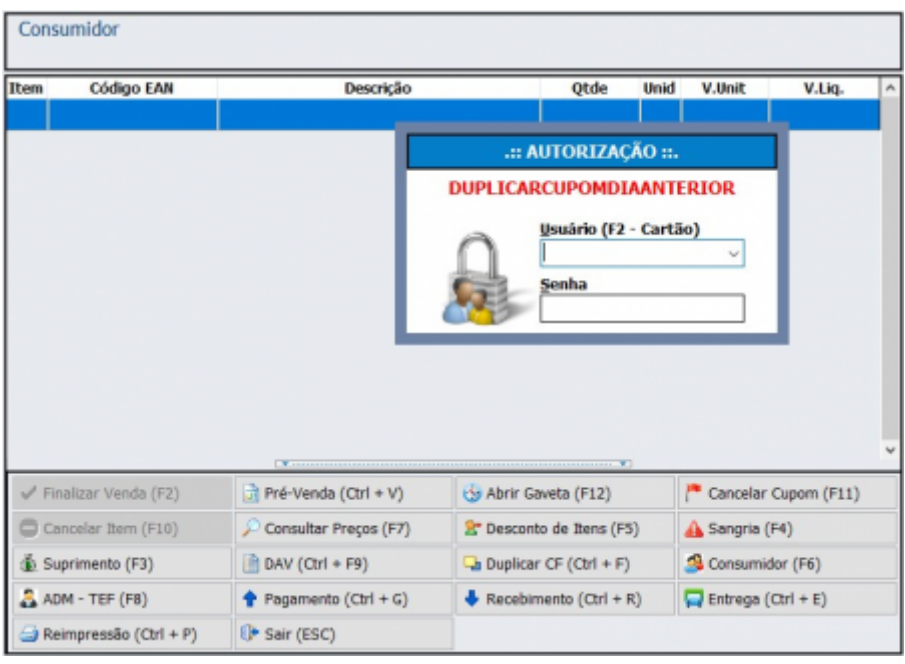 Consumidor
Item Código EAN Descrição Qtde Unid V.Unit V.Liq.
.:: AUTORIZAÇÃO ::.
DUPLICARCUPOMDIAANTERIOR
Usuário (F2 - Cartão)
Senha
Finalizar Venda (F2) Pré-Venda (Ctrl + V) Abrir Gaveta (F12) Cancelar Cupom (F11)
Cancelar Item (F10) Consultar Preços (F7) Desconto de Itens (F5) Sangria (F4)
Suprimento (F3) DAV (Ctrl + F9) Duplicar CF (Ctrl + F) Consumidor (F6)
ADM - TEF (F8) Pagamento (Ctrl + G) Recebimento (Ctrl + R) Entrega (Ctrl + E)
Reimpressão (Ctrl + P) Sair (ESC)